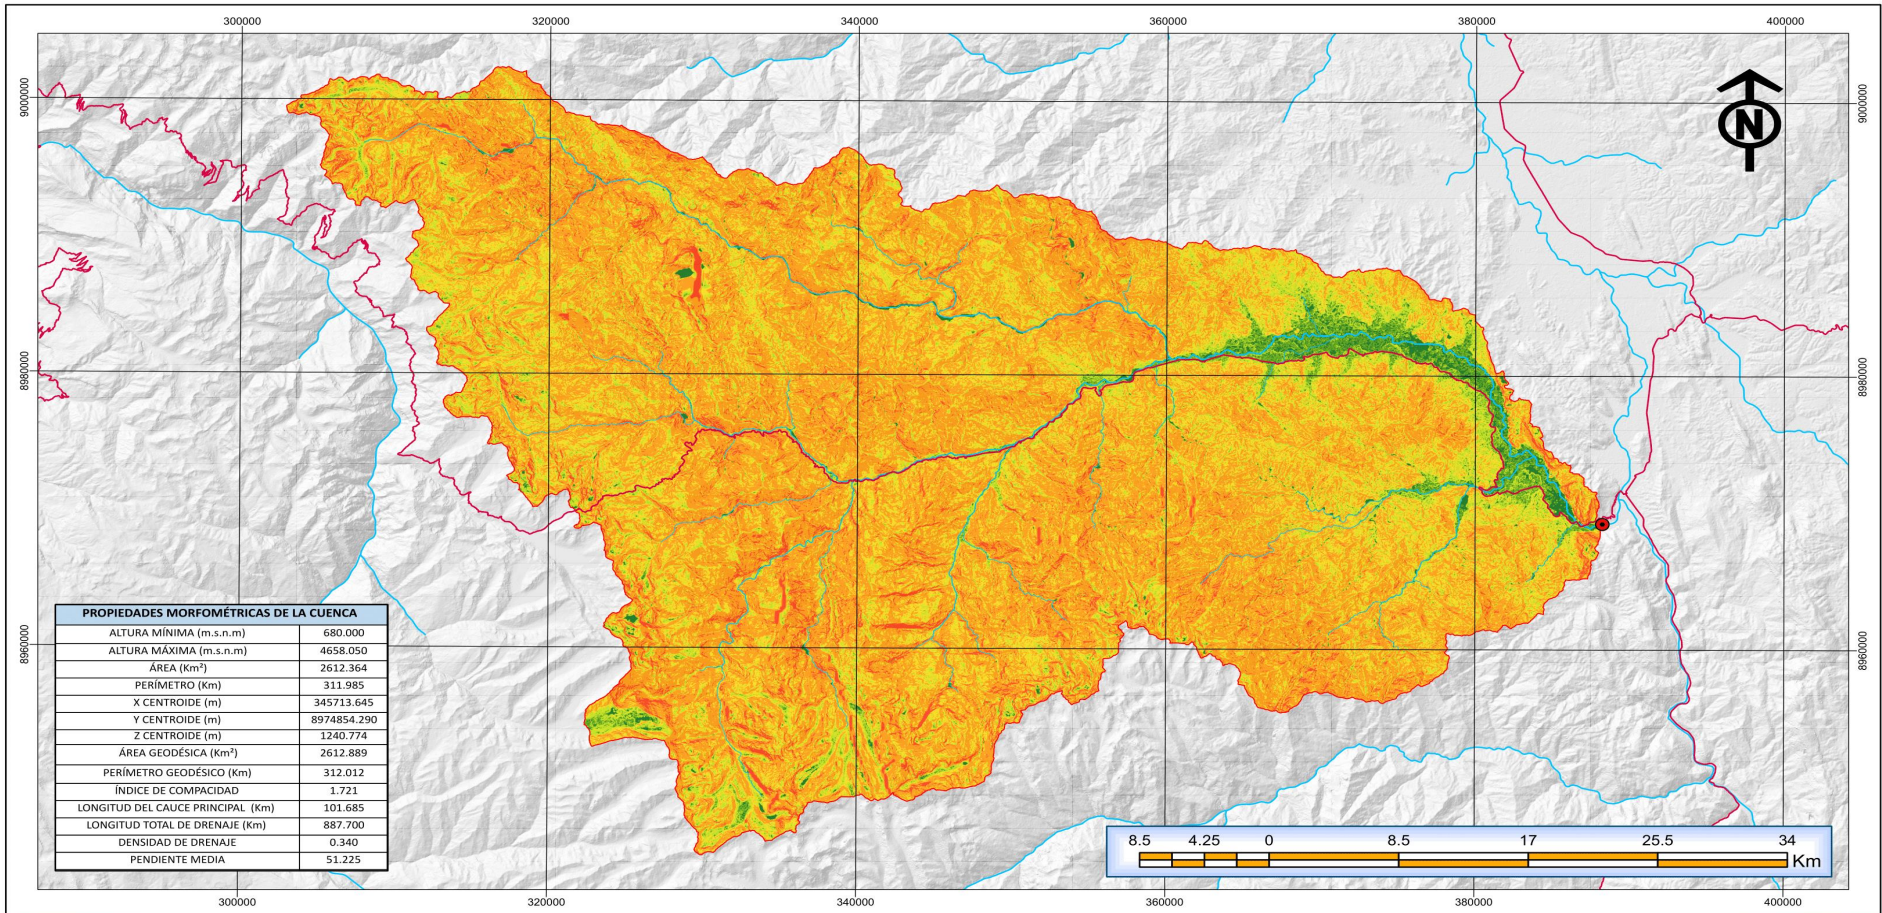 300000 320000 340000 360000 380000 400000
9000000 9000000
N
8980000 8980000
8960000 8960000
PROPIEDADES MORFOMÉTRICAS DE LA CUENCA
ALTURA MÍNIMA (m.s.n.m) 680.000
ALTURA MÁXIMA (m.s.n.m) 4658.050
ÁREA (Km²) 2612.364
PERÍMETRO (Km) 311.985
X CENTROIDE (m) 345713.645
Y CENTROIDE (m) 8974854.290
Z CENTROIDE (m) 1240.774
ÁREA GEODÉSICA (Km²) 2612.889
PERÍMETRO GEODÉSICO (Km) 312.012
ÍNDICE DE COMPACIDAD 1.721
LONGITUD DEL CAUCE PRINCIPAL (Km) 101.685
LONGITUD TOTAL DE DRENAJE (Km) 887.700
DENSIDAD DE DRENAJE 0.340
PENDIENTE MEDIA 51.225
8.5 4.25 0 8.5 17 25.5 34
Km
300000 320000 340000 360000 380000 400000